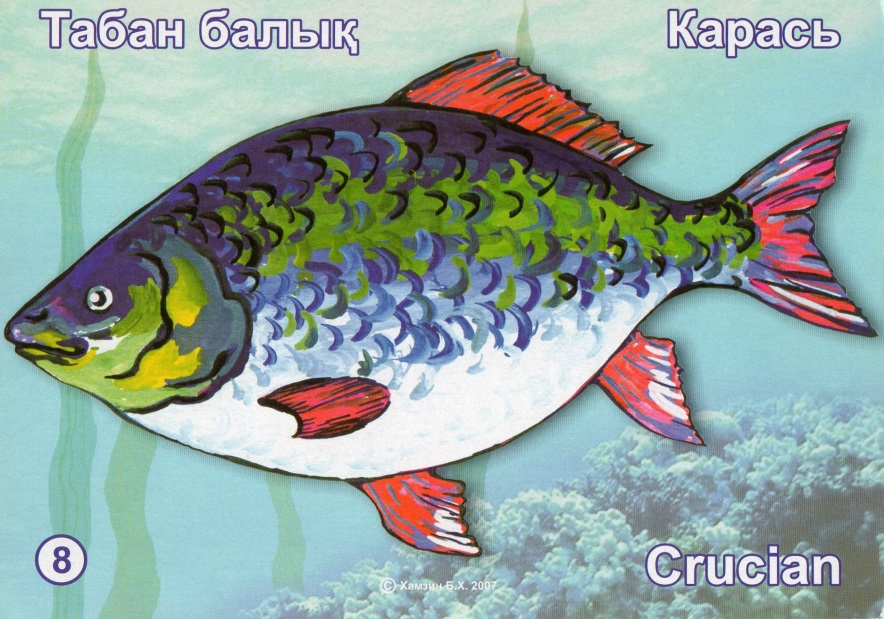 Табан балық
Карась
8
Crucian
© Хамзин Б.Х. 2007